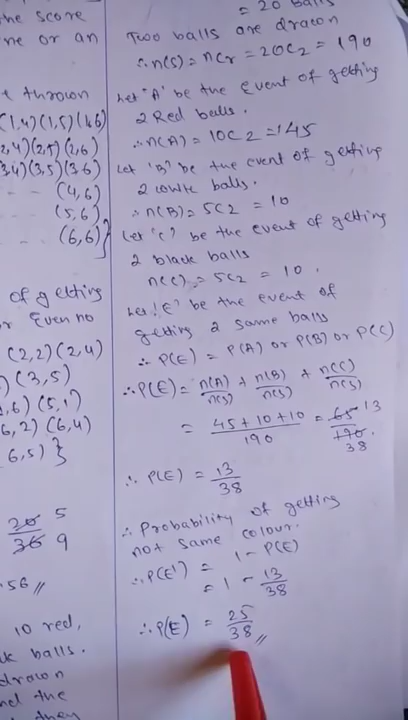 the score
ne or an
e thrown
(1,4)(1,5)(1,6)
2,4)(2,5)(2,6)
3,4)(3,5)(3,6)
(4,6)
(5,6)
(6,6)}
of getting
or Even no
(2,2)(2,4)
) (3,5)
,6) (5,1)
6,2) (6,4)
6,5) }
20 5
36 9
.56 //
10 red,
ck balls.
drawn
and the
they
= 20 Balls
Two balls are drawn
∴ n(S) = nCr = 20C2 = 190
Let 'A' be the Event of getting
2 Red balls.
∴ n(A) = 10C2 = 145
Let 'B' be the event of getting
2 white balls.
∴ n(B) = 5C2 = 10
Let 'C' be the event of getting
2 black balls
n(C) = 5C2 = 10.
Let 'E' be the event of
getting 2 same balls
∴ P(E) = P(A) or P(B) or P(C)
∴ P(E) = n(A)/n(S) + n(B)/n(S) + n(C)/n(S)
= 45+10+10/190 = 65/190 13/38.
∴ P(E) = 13/38
∴ Probability of getting
not same colour.
∴ P(E') = 1 - P(E)
= 1 - 13/38
∴ P(E) = 25/38 //